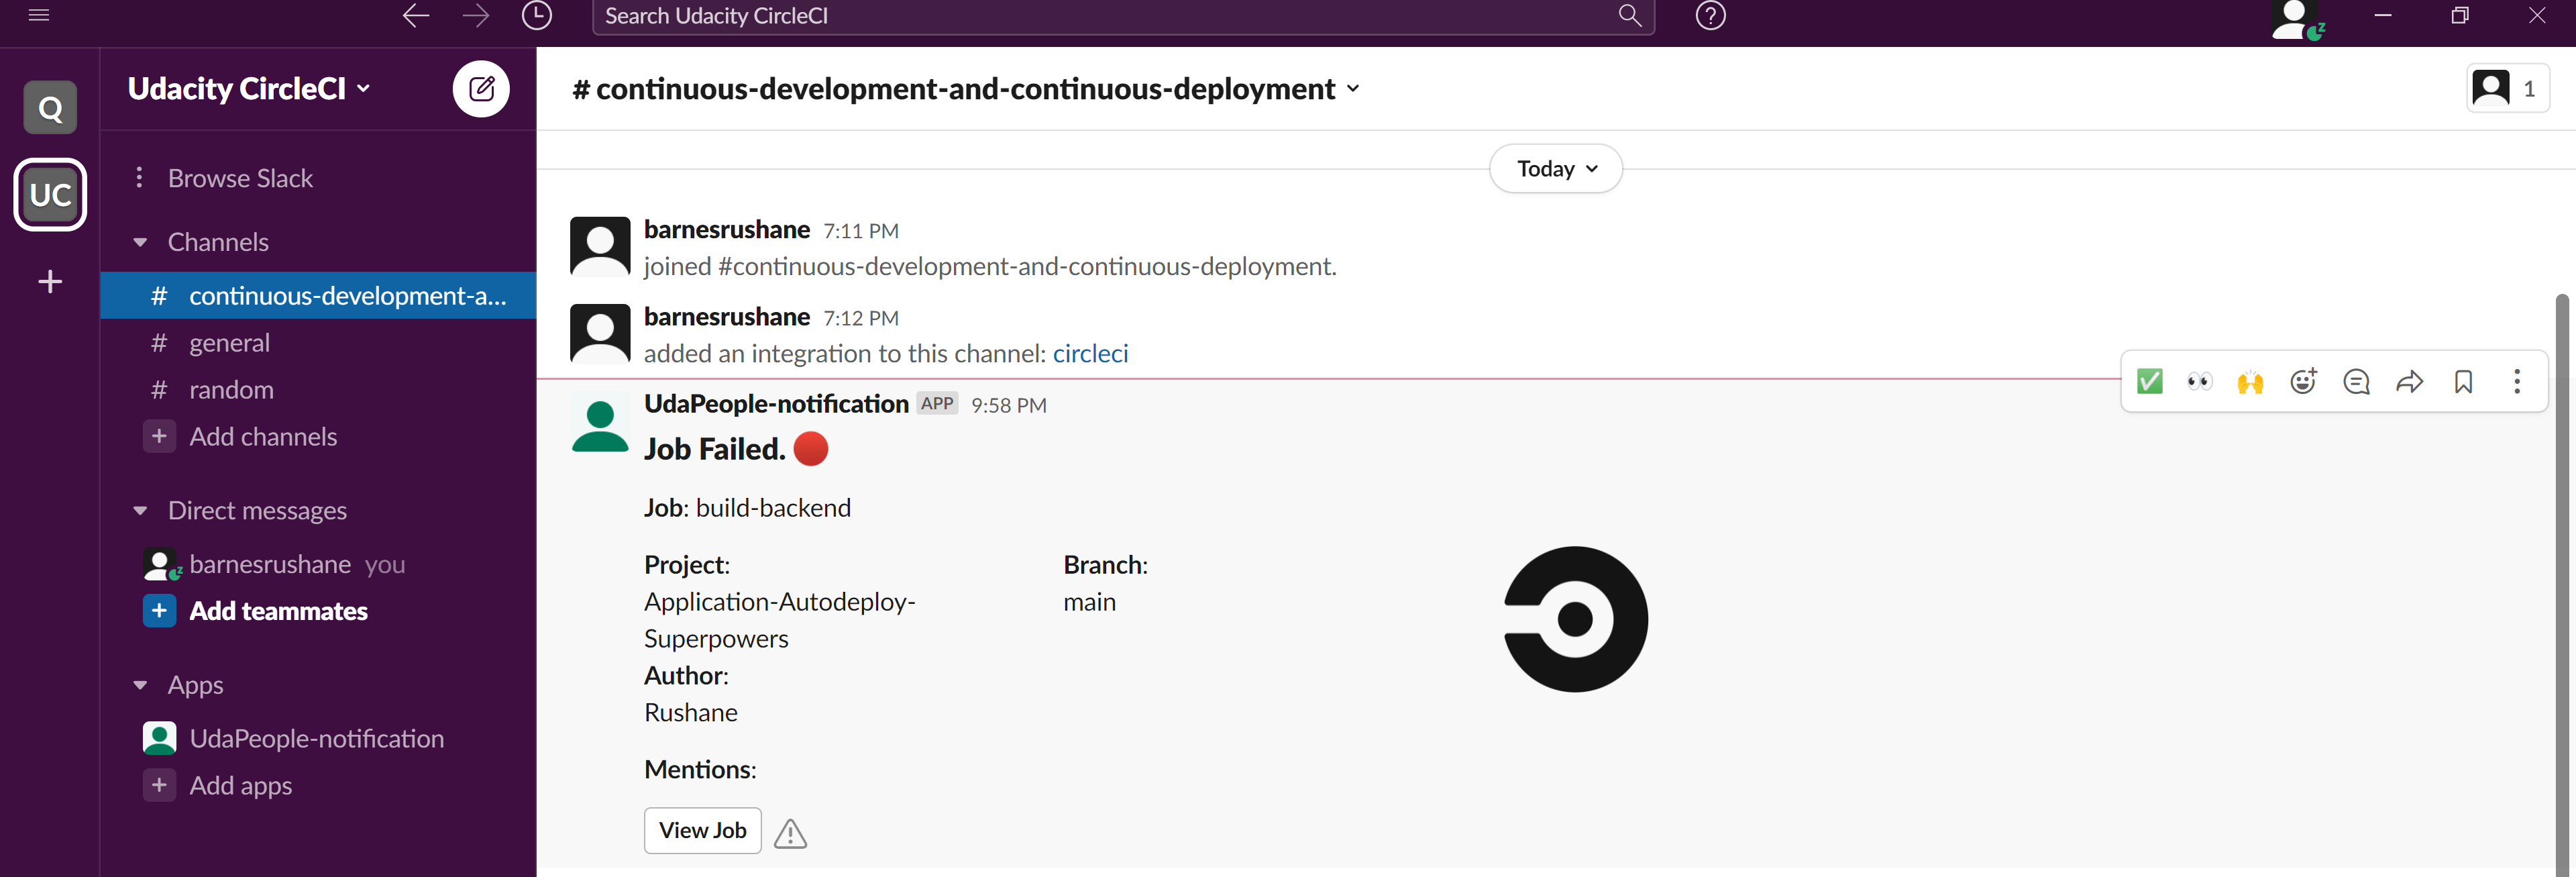 Search Udacity CircleCI
Q
UC
Udacity CircleCI
Browse Slack
Channels
# continuous-development-a...
# general
# random
+ Add channels
Direct messages
barnesrushane you
+ Add teammates
Apps
UdaPeople-notification
+ Add apps
# continuous-development-and-continuous-deployment
1
Today
barnesrushane 7:11 PM
joined #continuous-development-and-continuous-deployment.
barnesrushane 7:12 PM
added an integration to this channel: circleci
UdaPeople-notification APP 9:58 PM
Job Failed. 🔴
Job: build-backend
Project:
Application-Autodeploy-
Superpowers
Branch:
main
Author:
Rushane
Mentions:
View Job